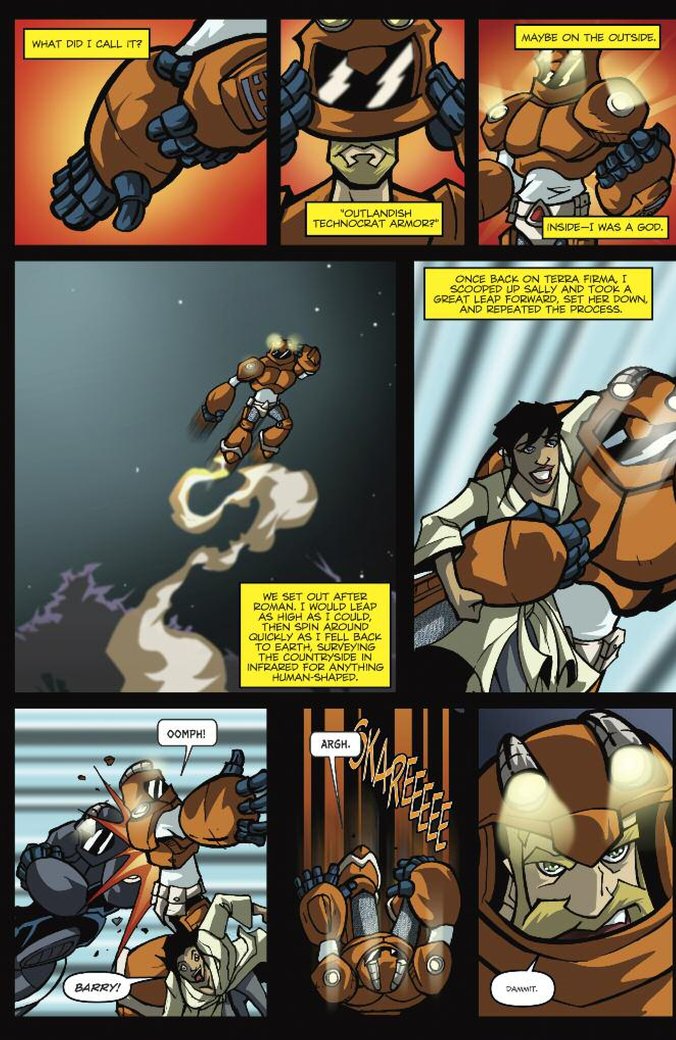 WHAT DID I CALL IT?
"OUTLANDISH
TECHNOCRAT ARMOR?"
MAYBE ON THE OUTSIDE.
INSIDE—I WAS A GOD.
WE SET OUT AFTER
ROMAN. I WOULD LEAP
AS HIGH AS I COULD,
THEN SPIN AROUND
QUICKLY AS I FELL BACK
TO EARTH, SURVEYING
THE COUNTRYSIDE IN
INFRARED FOR ANYTHING
HUMAN-SHAPED.
ONCE BACK ON TERRA FIRMA, I
SCOOPED UP SALLY AND TOOK A
GREAT LEAP FORWARD, SET HER DOWN,
AND REPEATED THE PROCESS.
OOMPH!
BARRY!
ARGH.
SKAREEEEE
DAMMIT.